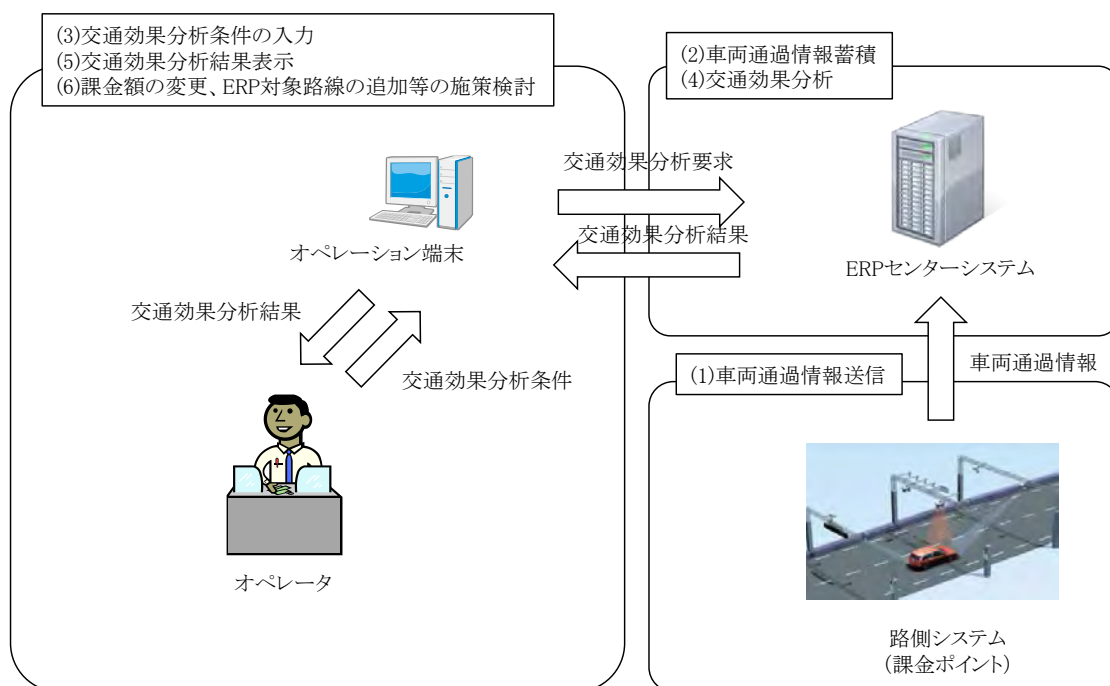 (3)交通効果分析条件の入力
(5)交通効果分析結果表示
(6)課金額の変更、ERP対象路線の追加等の施策検討
(2)車両通過情報蓄積
(4)交通効果分析
交通効果分析要求
交通効果分析結果
オペレーション端末
ERPセンターシステム
交通効果分析結果
交通効果分析条件
(1)車両通過情報送信
車両通過情報
オペレータ
路側システム
(課金ポイント)